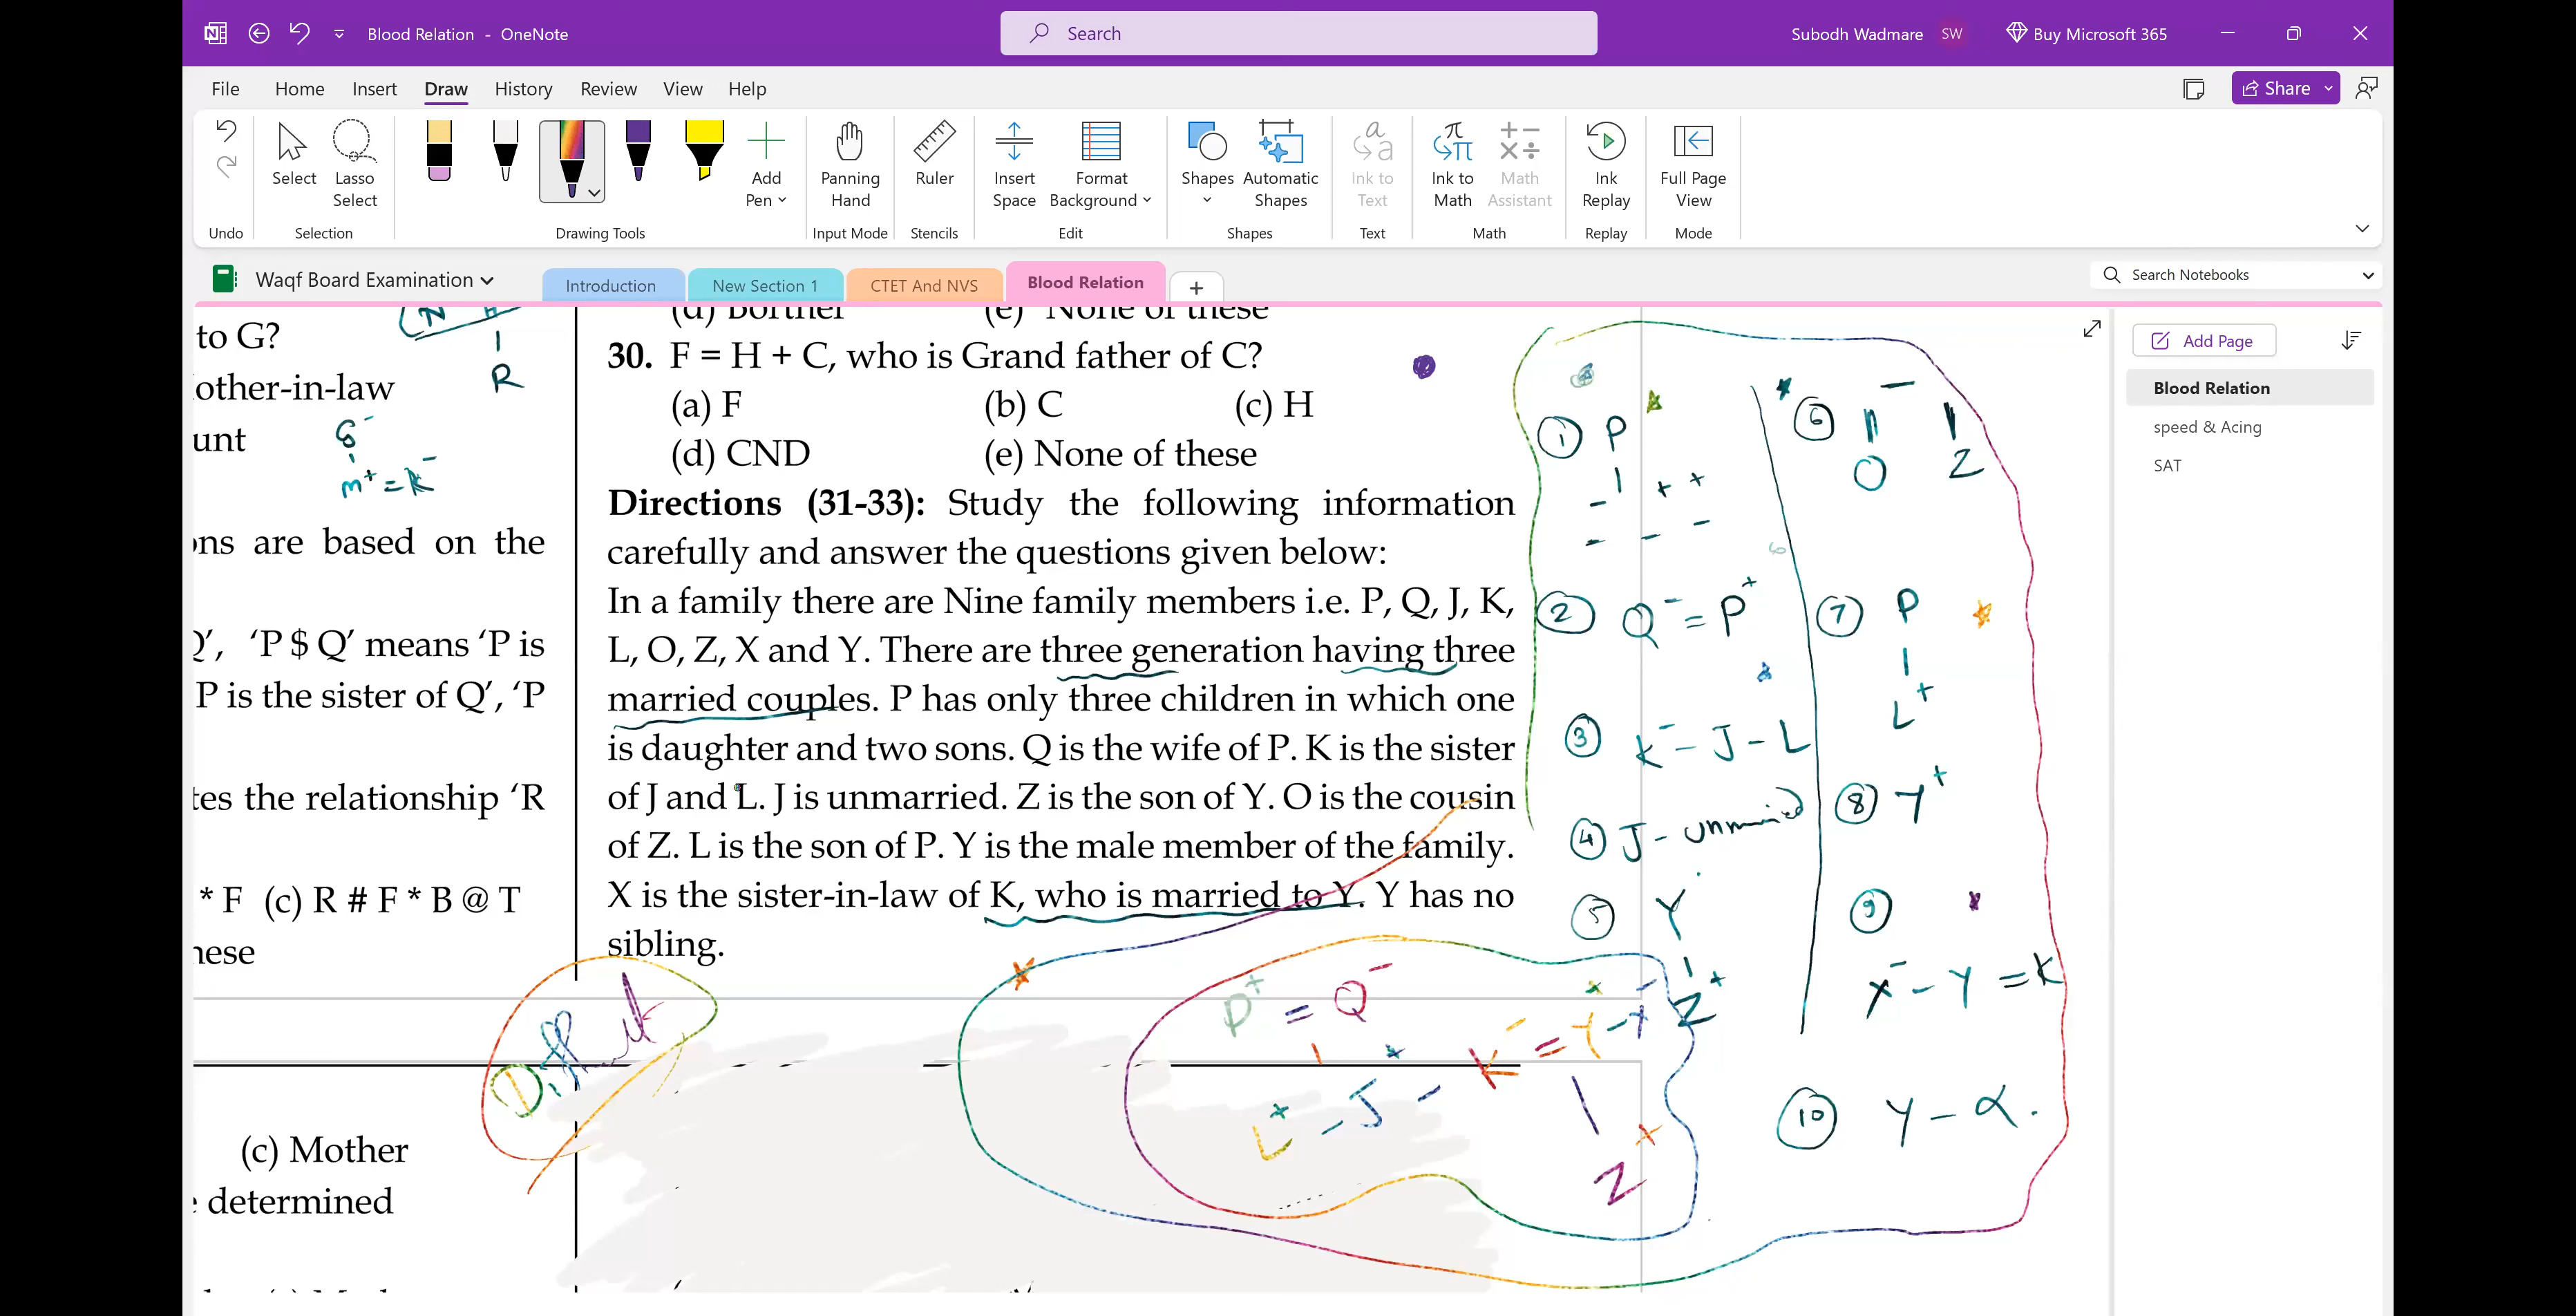 Blood Relation - OneNote
Search
Subodh Wadmare SW
Buy Microsoft 365
File Home Insert Draw History Review View Help
Share
Undo
Select
Lasso Select
Selection
Drawing Tools
Add Pen
Panning Hand
Input Mode
Ruler
Stencils
Insert Space
Format Background
Edit
Shapes
Automatic Shapes
Shapes
Ink to Text
Text
Ink to Math
Math Assistant
Math
Ink Replay
Replay
Full Page View
Mode
Waqf Board Examination
Introduction
New Section 1
CTET And NVS
Blood Relation
+
Search Notebooks
Add Page
Blood Relation
speed & Acing
SAT
to G?
other-in-law
unt
R
m+ = K-
ons are based on the
Q', 'P $ Q' means 'P is
P is the sister of Q', 'P
tes the relationship 'R
* F (c) R # F * B @ T
hese
(c) Mother
determined
(d) Borther (e) None of these
30. F = H + C, who is Grand father of C?
(a) F (b) C (c) H
(d) CND (e) None of these
Directions (31-33): Study the following information
carefully and answer the questions given below:
In a family there are Nine family members i.e. P, Q, J, K,
L, O, Z, X and Y. There are three generation having three
married couples. P has only three children in which one
is daughter and two sons. Q is the wife of P. K is the sister
of J and L. J is unmarried. Z is the son of Y. O is the cousin
of Z. L is the son of P. Y is the male member of the family.
X is the sister-in-law of K, who is married to Y. Y has no
sibling.
① P
- + +
- - -
② Q- = P+
③ K- - J - L
④ J -
⑤ Y
Z+
⑥
O Z
⑦ P
L+
⑧ Y+
⑨
X- - Y = K
⑩ Y -
P+ = Q-
L+ - J - K- = Y
Z